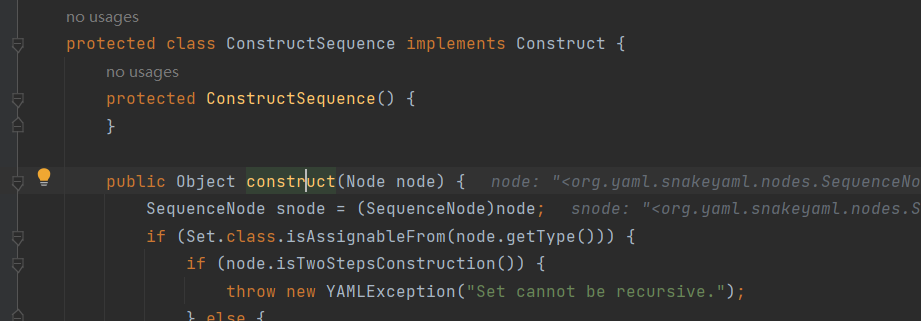 no usages
protected class ConstructSequence implements Construct {
no usages
protected ConstructSequence() {
}
public Object construct(Node node) { node: "<org.yaml.snakeyaml.nodes.SequenceNo
SequenceNode snode = (SequenceNode)node; snode: "<org.yaml.snakeyaml.nodes.S
if (Set.class.isAssignableFrom(node.getType())) {
if (node.isTwoStepsConstruction()) {
throw new YAMLException("Set cannot be recursive.");
} else {